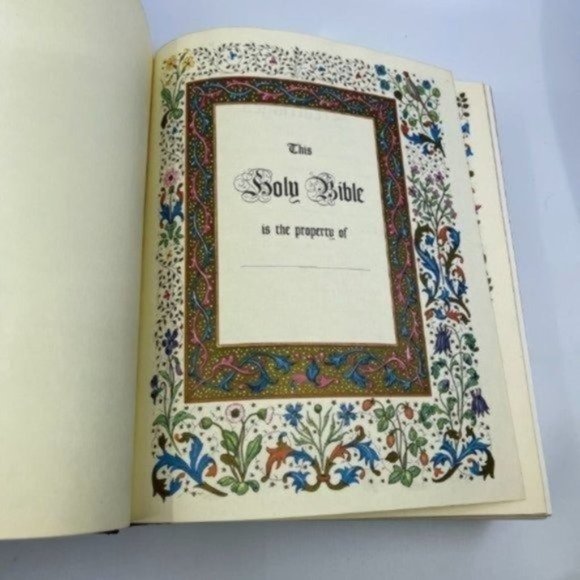 This
Holy Bible
is the property of